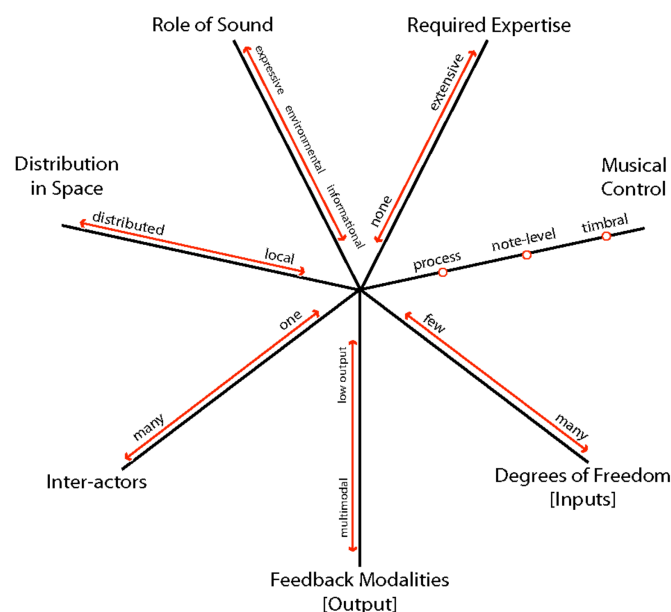 Role of Sound
Required Expertise
expressive environmental informational
extensive
none
Distribution
in Space
distributed
local
Musical
Control
process
note-level
timbral
one
many
Inter-actors
few
many
Degrees of Freedom
[Inputs]
low output
multimodal
Feedback Modalities
[Output]